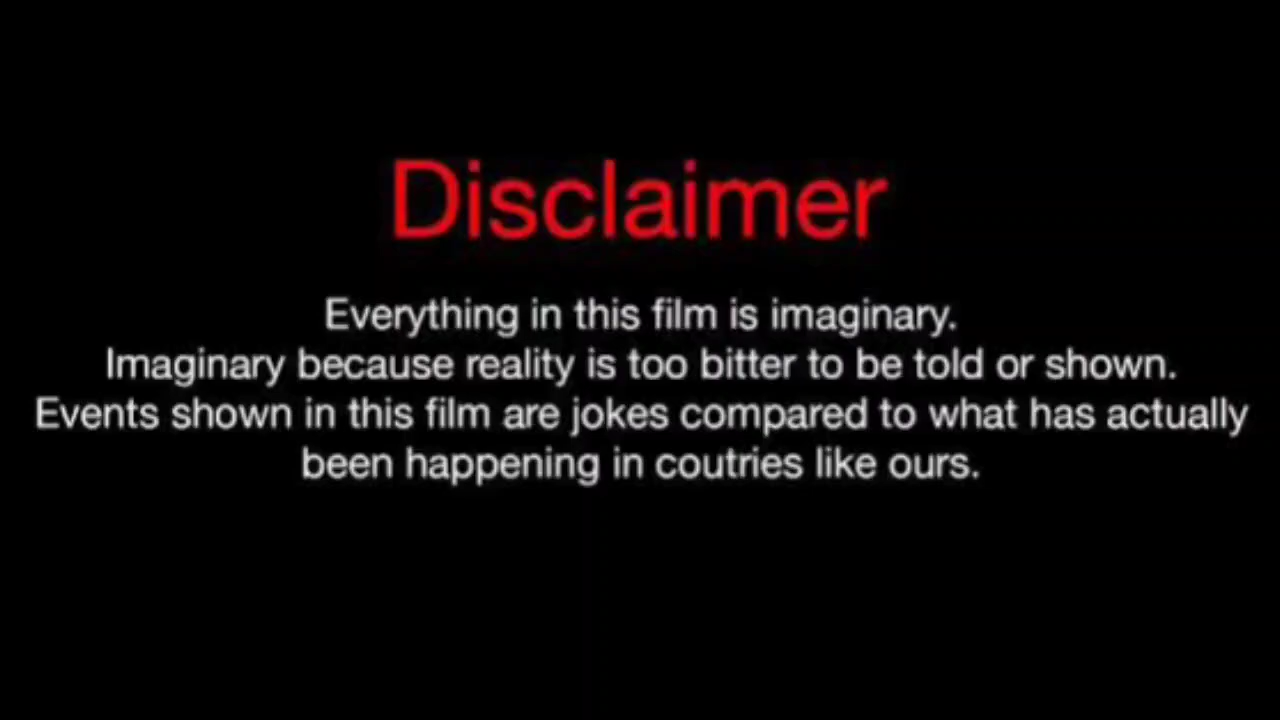 Disclaimer
Everything in this film is imaginary.
Imaginary because reality is too bitter to be told or shown.
Events shown in this film are jokes compared to what has actually
been happening in coutries like ours.